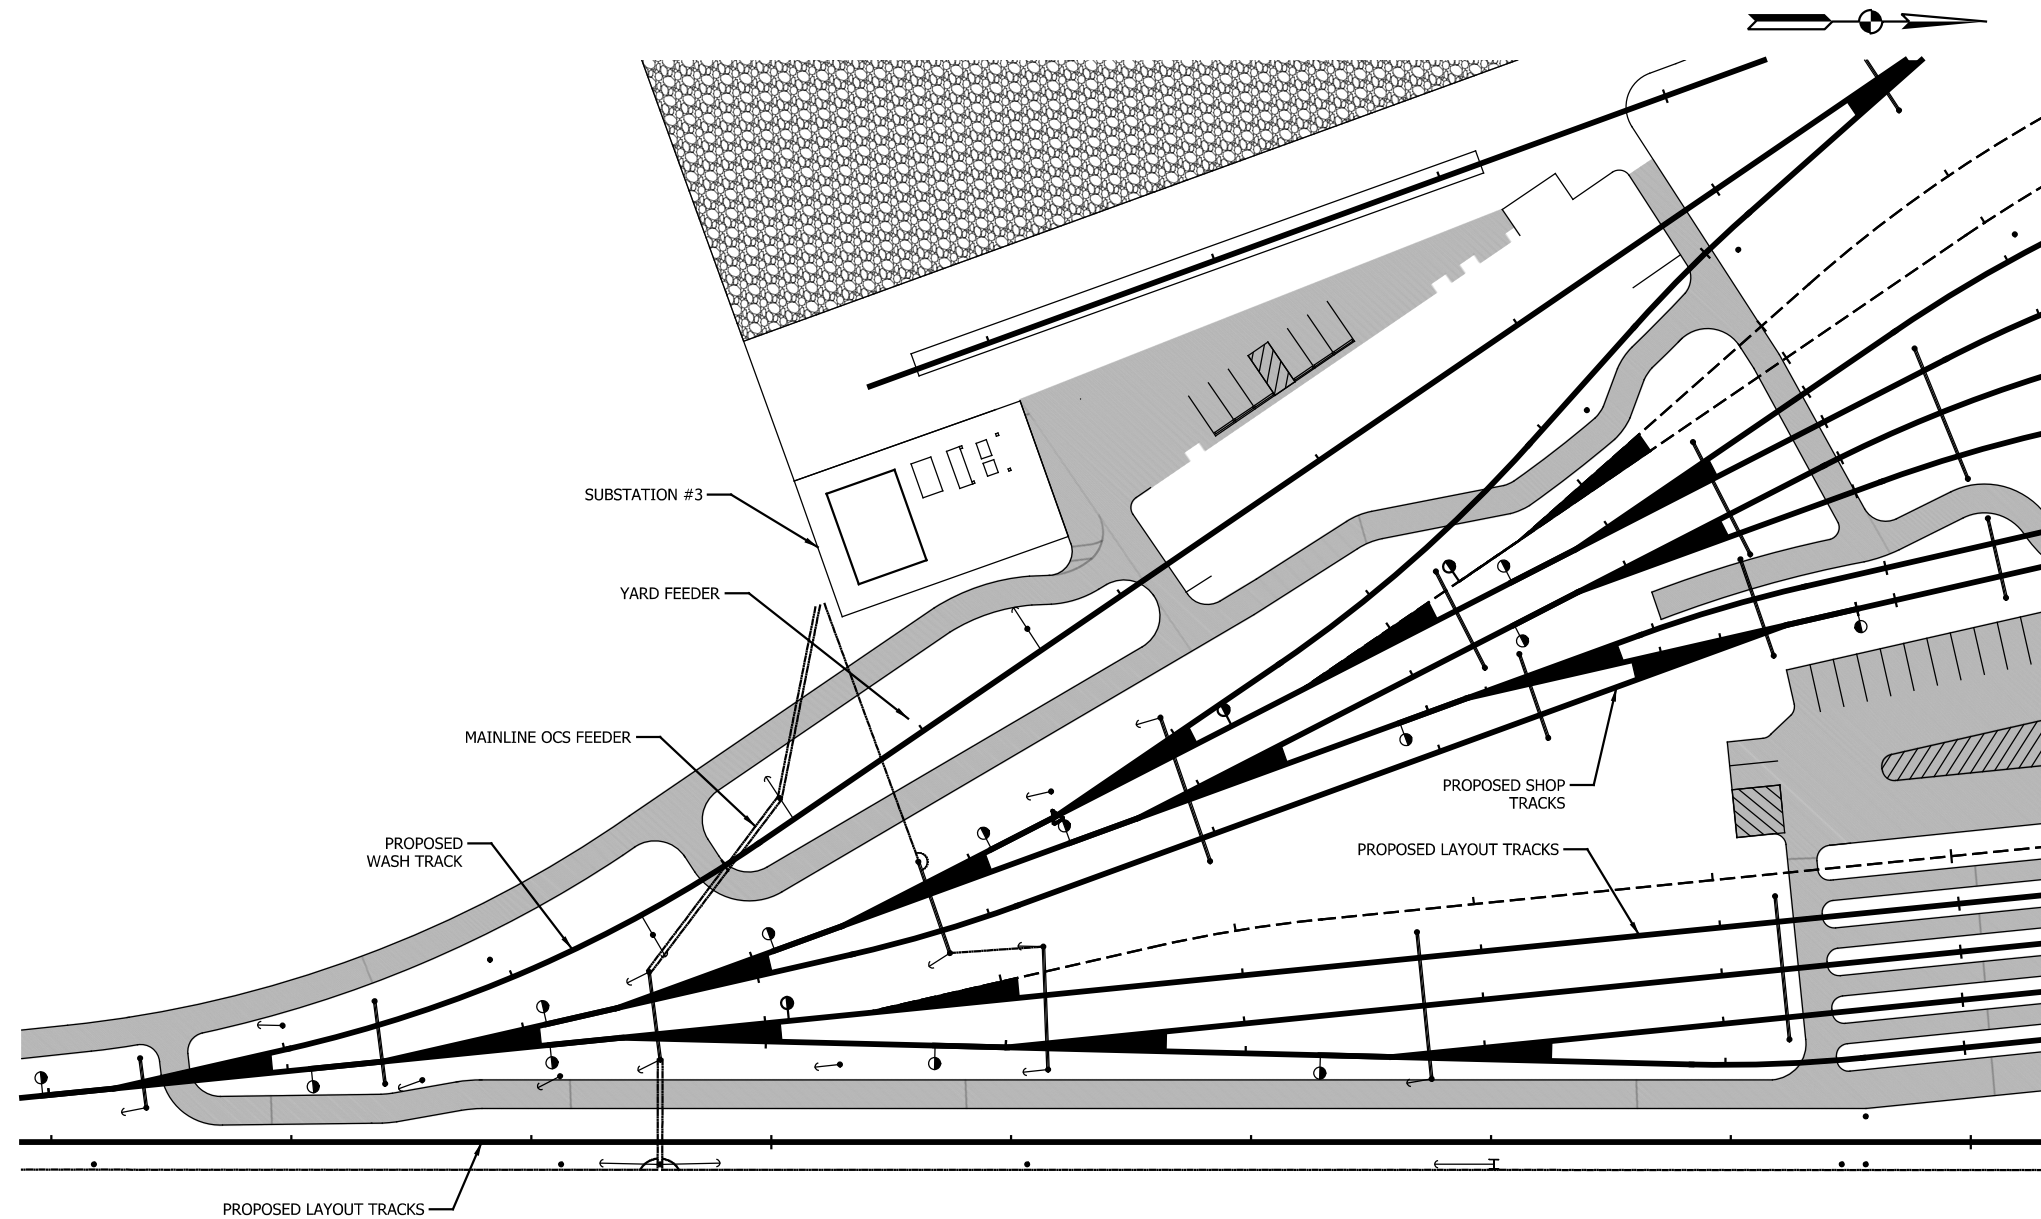 SUBSTATION #3
YARD FEEDER
MAINLINE OCS FEEDER
PROPOSED SHOP
TRACKS
PROPOSED
WASH TRACK
PROPOSED LAYOUT TRACKS
PROPOSED LAYOUT TRACKS